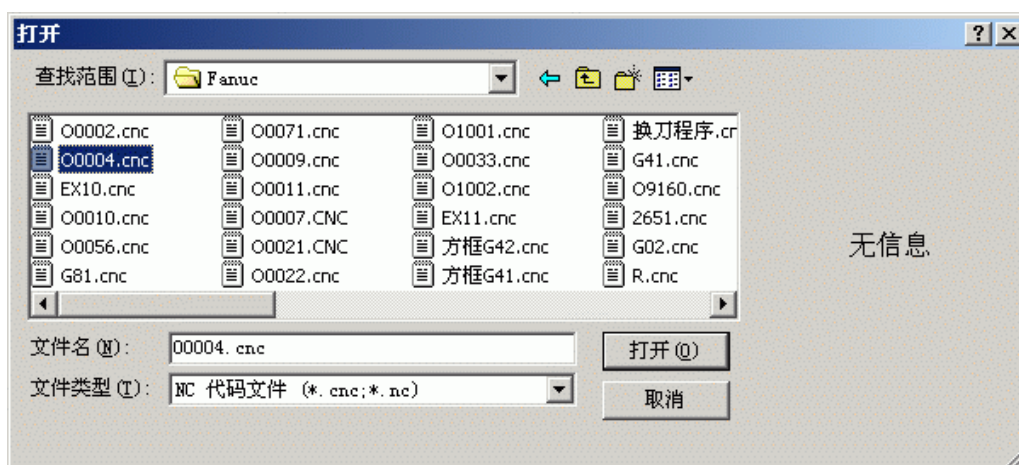 打开
查找范围(I): Fanuc
O0002.cnc O0071.cnc O1001.cnc 换刀程序.cr
O0004.cnc O0009.cnc O0033.cnc G41.cnc
EX10.cnc O0011.cnc O1002.cnc O9160.cnc
O0010.cnc O0007.CNC EX11.cnc 2651.cnc
O0056.cnc O0021.CNC 方框G42.cnc G02.cnc
G81.cnc O0022.cnc 方框G41.cnc R.cnc
无信息
文件名(N): O0004.cnc 打开(O)
文件类型(T): NC 代码文件 (*.cnc;*.nc) 取消